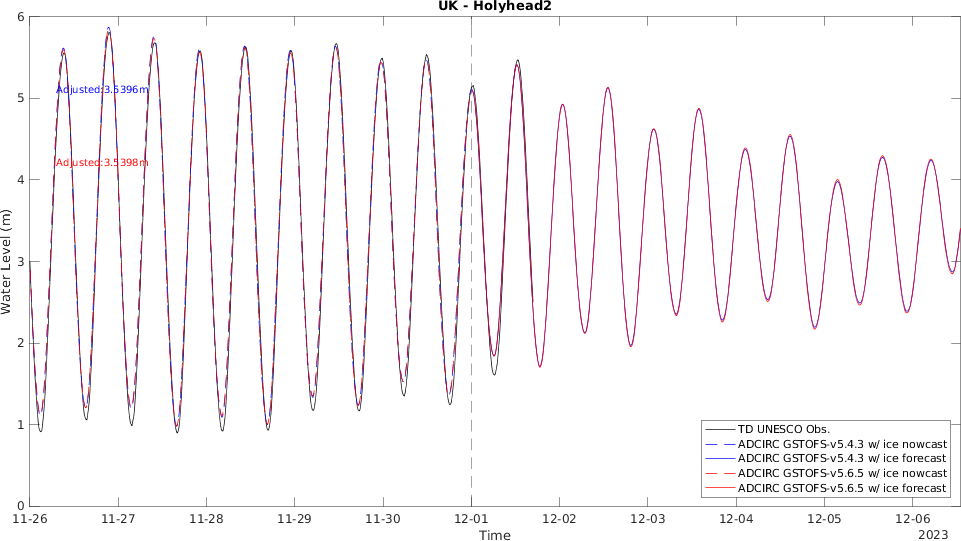 UK - Holyhead2
6
5
4
3
2
1
0
Water Level (m)
Adjusted:3.5396m
Adjusted:3.5398m
TD UNESCO Obs.
ADCIRC GSTOFS-v5.4.3 w/ ice nowcast
ADCIRC GSTOFS-v5.4.3 w/ ice forecast
ADCIRC GSTOFS-v5.6.5 w/ ice nowcast
ADCIRC GSTOFS-v5.6.5 w/ ice forecast
11-26 11-27 11-28 11-29 11-30 12-01 12-02 12-03 12-04 12-05 12-06
Time
2023